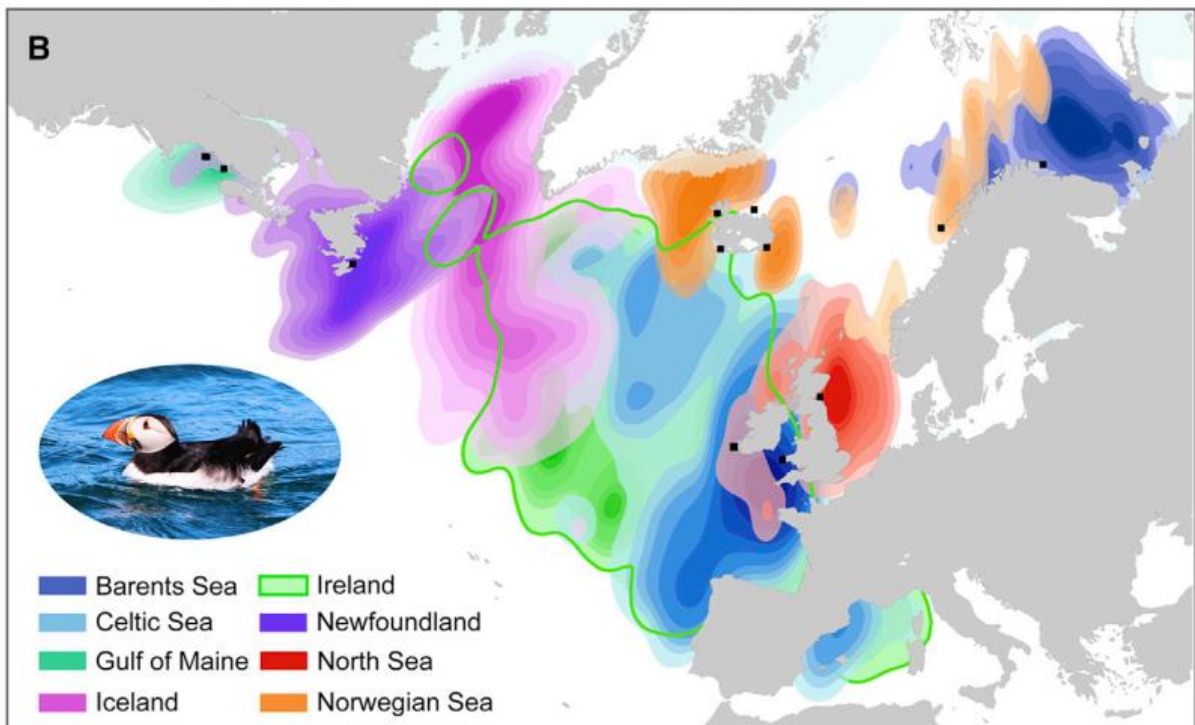 B
Barents Sea
Celtic Sea
Gulf of Maine
Iceland
Ireland
Newfoundland
North Sea
Norwegian Sea